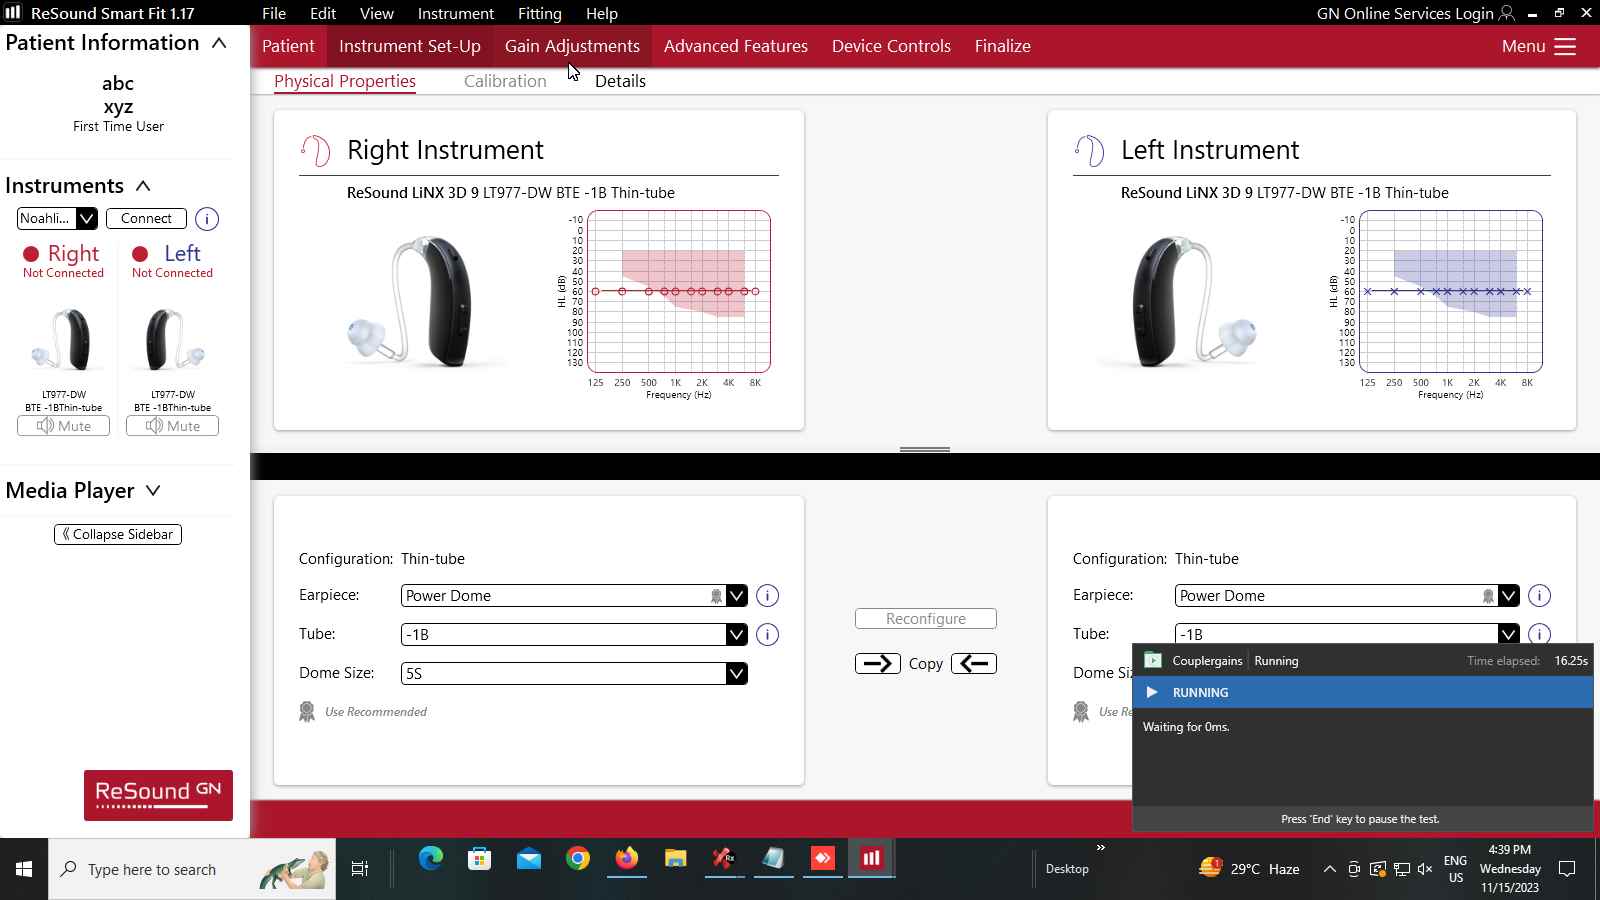 ReSound Smart Fit 1.17
File Edit View Instrument Fitting Help
GN Online Services Login
Patient Information
abc
xyz
First Time User
Instruments
Noahli... Connect i
Right Left
Not Connected Not Connected
LT977-DW LT977-DW
BTE -1BThin-tube BTE -1BThin-tube
Mute Mute
Media Player
Collapse Sidebar
ReSound GN
Patient Instrument Set-Up Gain Adjustments Advanced Features Device Controls Finalize Menu
Physical Properties Calibration Details
Right Instrument
ReSound LiNX 3D 9 LT977-DW BTE -1B Thin-tube
HL (dB)
-10
0
10
20
30
40
50
60
70
80
90
100
110
120
130
125 250 500 1K 2K 4K 8K
Frequency (Hz)
Left Instrument
ReSound LiNX 3D 9 LT977-DW BTE -1B Thin-tube
HL (dB)
-10
0
10
20
30
40
50
60
70
80
90
100
110
120
130
125 250 500 1K 2K 4K 8K
Frequency (Hz)
Configuration: Thin-tube
Earpiece: Power Dome i
Tube: -1B i
Dome Size: 5S
Use Recommended
Reconfigure
Copy
Configuration: Thin-tube
Earpiece: Power Dome i
Tube: -1B i
Dome
Use
Couplergains Running Time elapsed: 16.25s
RUNNING
Waiting for 0ms.
Press 'End' key to pause the test.
Type here to search
Rx
Desktop
»
1
29°C Haze
ENG
US
4:39 PM
Wednesday
11/15/2023